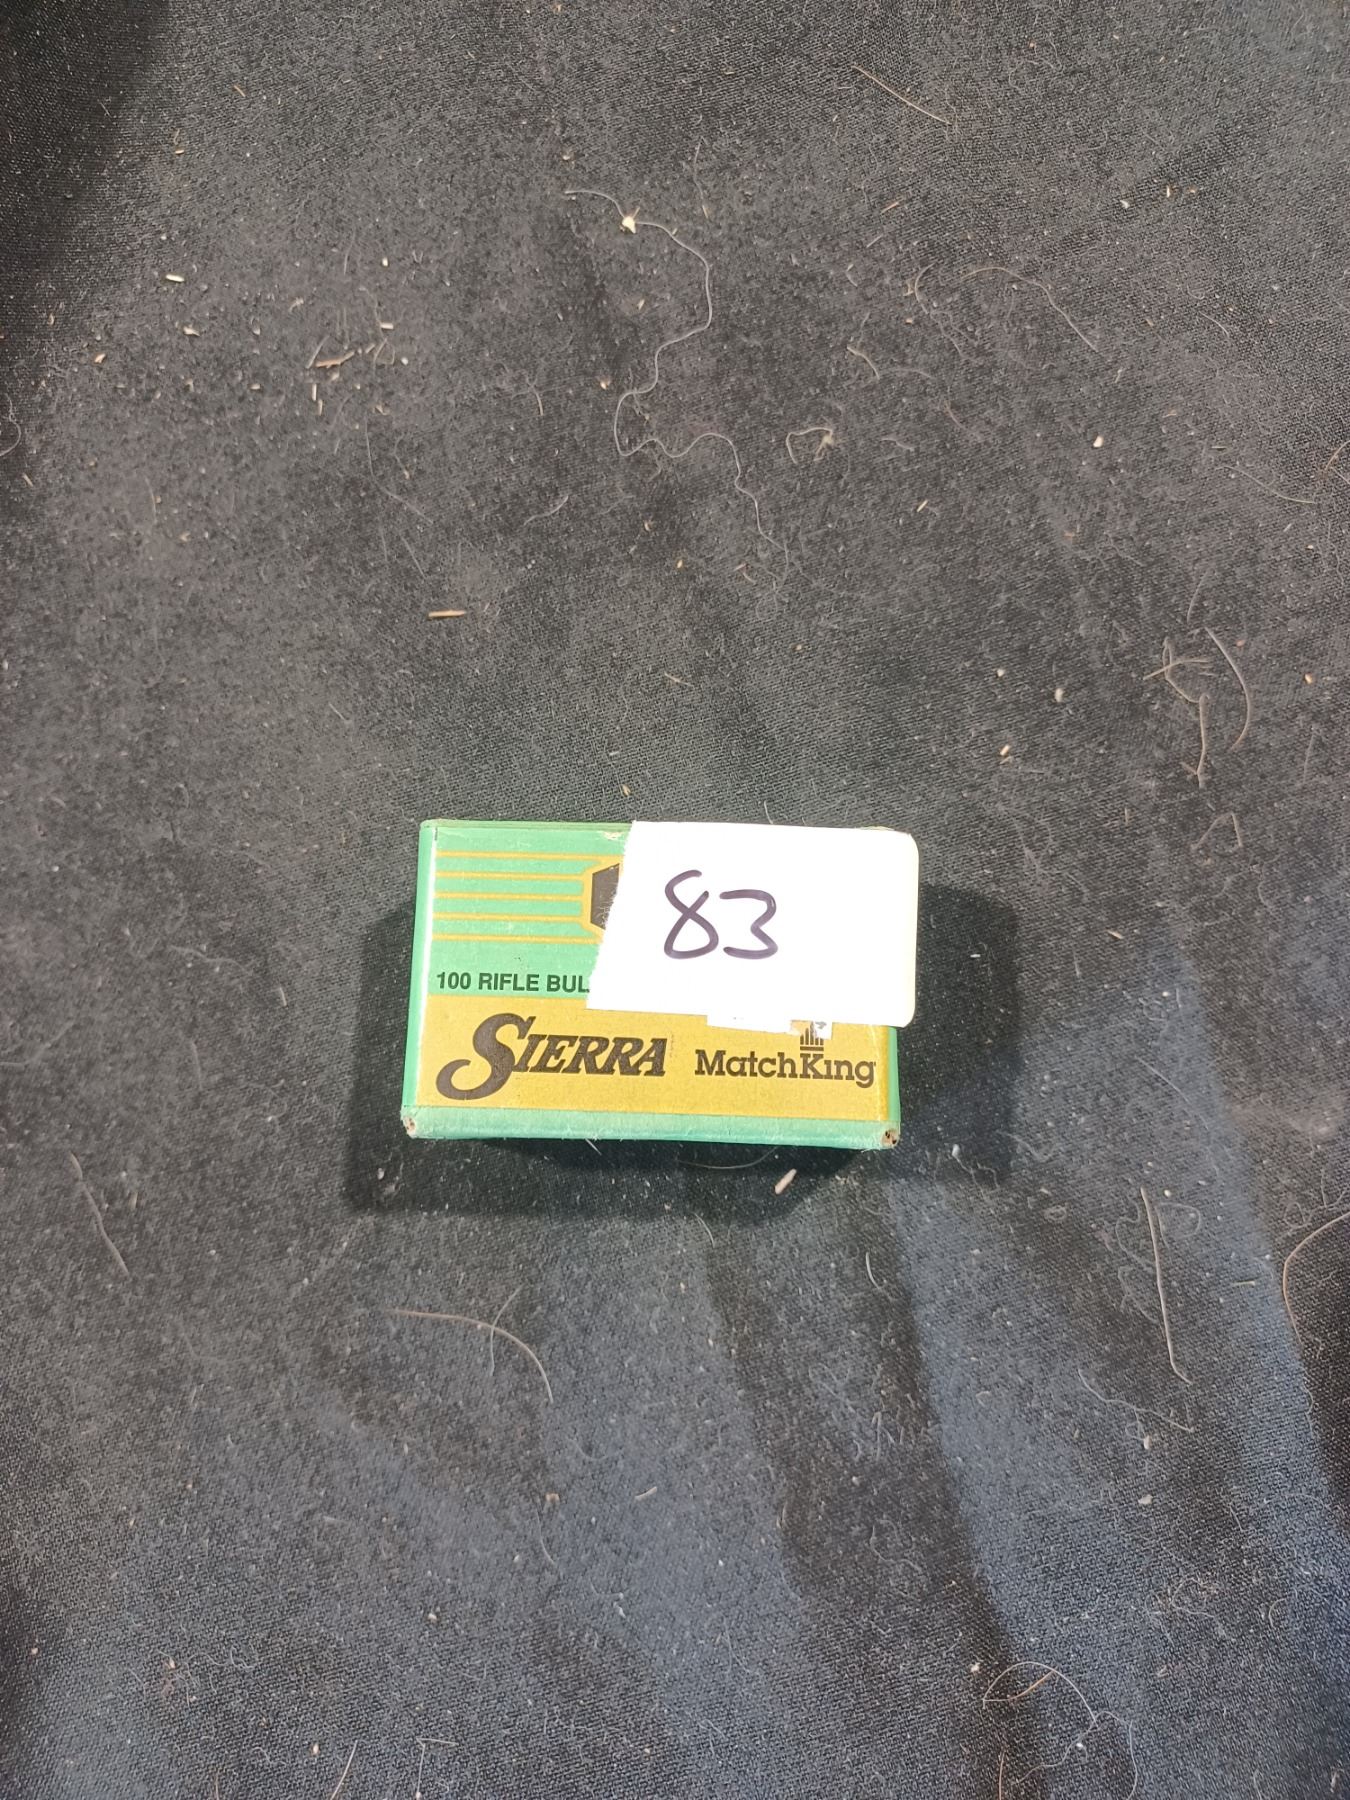 83
100 RIFLE BUL
SIERRA MatchKing